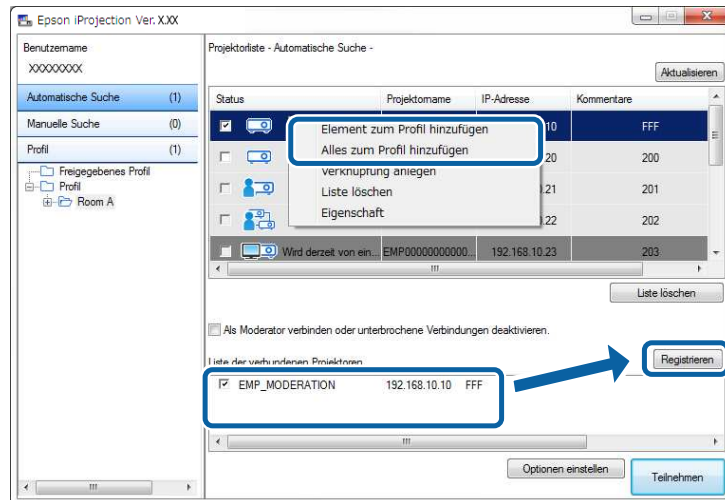 Epson iProjection Ver. X.XX
Benutzername
XXXXXXXX
Automatische Suche (1)
Manuelle Suche (0)
Profil (1)
Freigegebenes Profil
Profil
Room A
Projektorliste - Automatische Suche -
Aktualisieren
Status Projektorname IP-Adresse Kommentare
10 FFF
.20 200
.21 201
.22 202
Element zum Profil hinzufügen
Alles zum Profil hinzufügen
Verknüpfung anlegen
Liste löschen
Eigenschaft
Wird derzeit von ein... EMP00000000000... 192.168.10.23 203
Liste löschen
Als Moderator verbinden oder unterbrochene Verbindungen deaktivieren.
Liste der verbundenen Projektoren
Registrieren
EMP_MODERATION 192.168.10.10 FFF
Optionen einstellen
Teilnehmen